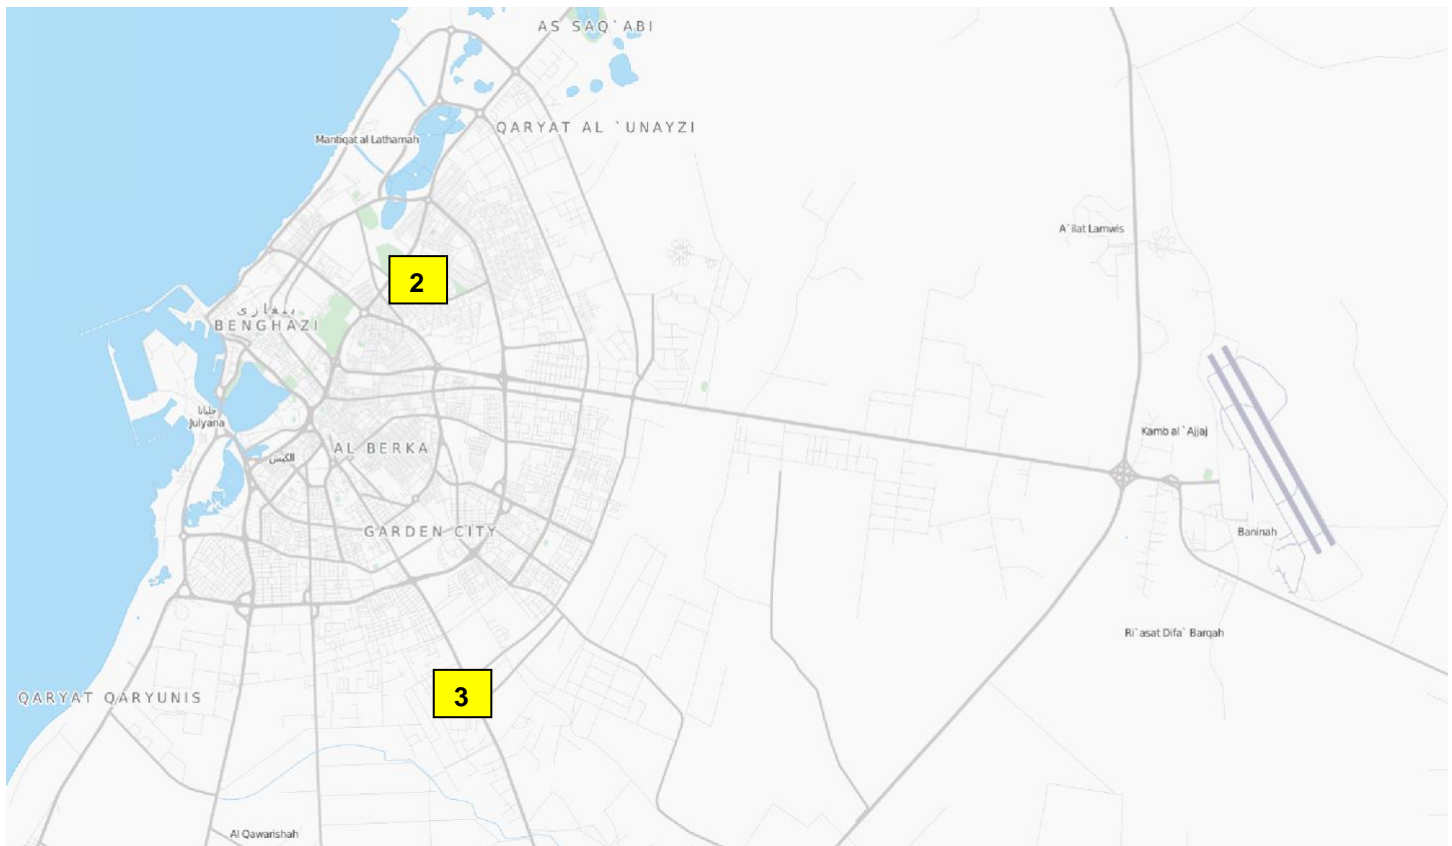 AS SAQ`ABI
QARYAT AL `UNAYZI
Mantiqat al Lathamah
A`ilat Lamwis
2
بنغازى
BENGHAZI
جليانا
Julyana
Kamb al `Ajjaj
AL BERKA
الكيش
GARDEN CITY
Baninah
Ri`asat Difa` Barqah
QARYAT QARYUNIS
3
Al Qawarishah